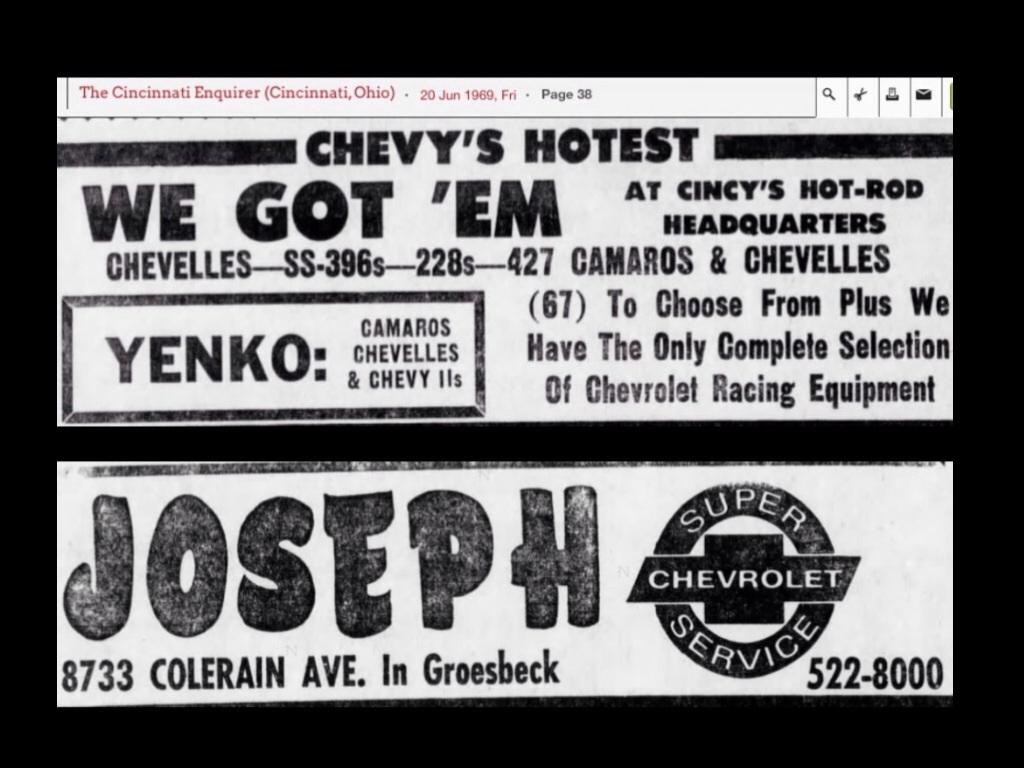 The Cincinnati Enquirer (Cincinnati, Ohio) · 20 Jun 1969, Fri · Page 38
CHEVY'S HOTEST
WE GOT 'EM
AT CINCY'S HOT-ROD
HEADQUARTERS
CHEVELLES—SS-396s—228s—427 CAMAROS & CHEVELLES
YENKO:
CAMAROS
CHEVELLES
& CHEVY IIs
(67) To Choose From Plus We
Have The Only Complete Selection
Of Chevrolet Racing Equipment
JOSEPH
SUPER
CHEVROLET
SERVICE
8733 COLERAIN AVE. In Groesbeck
522-8000